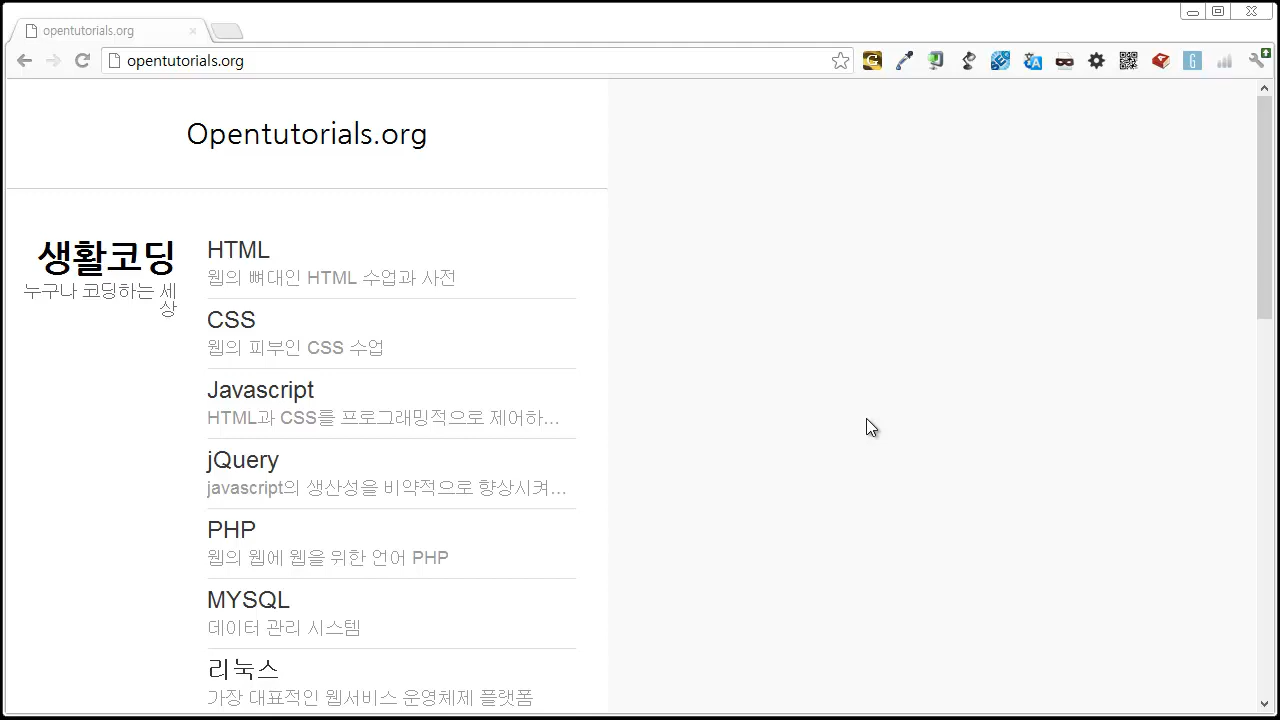 opentutorials.org
opentutorials.org
Opentutorials.org
생활코딩
누구나 코딩하는 세
상
HTML
웹의 뼈대인 HTML 수업과 사전
CSS
웹의 피부인 CSS 수업
Javascript
HTML과 CSS를 프로그래밍적으로 제어하...
jQuery
javascript의 생산성을 비약적으로 향상시켜...
PHP
웹의 웹에 웹을 위한 언어 PHP
MYSQL
데이터 관리 시스템
리눅스
가장 대표적인 웹서비스 운영체제 플랫폼